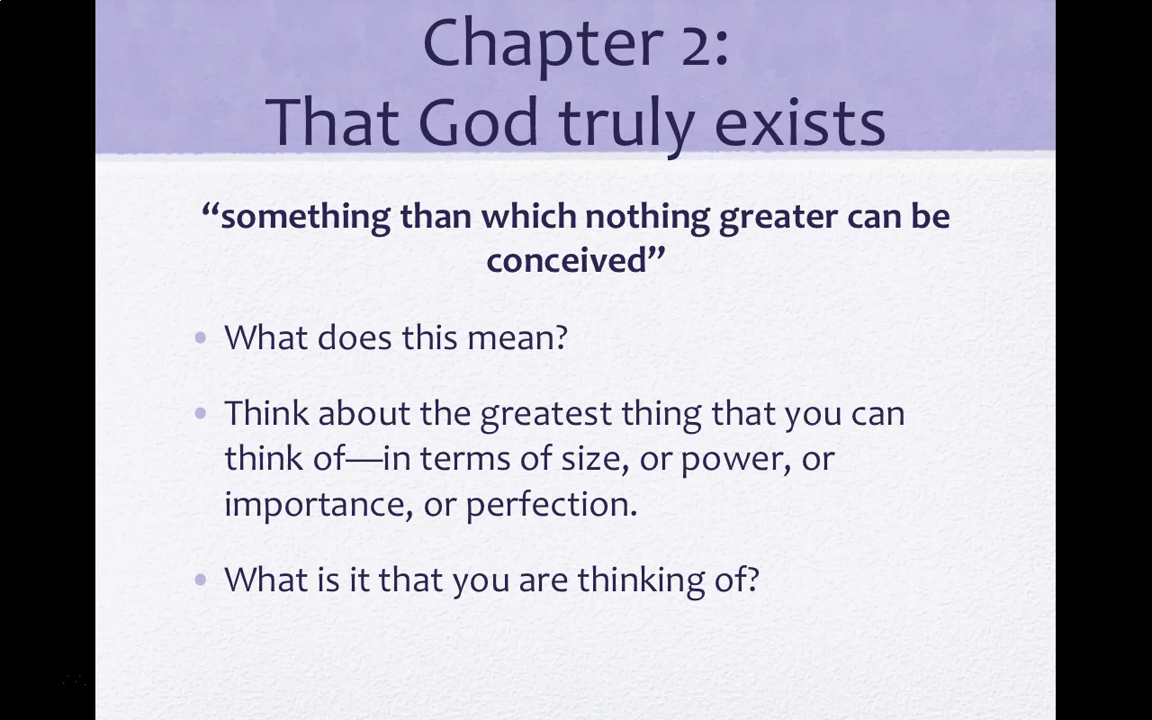 Chapter 2:
That God truly exists
“something than which nothing greater can be
conceived”
• What does this mean?
• Think about the greatest thing that you can
think of—in terms of size, or power, or
importance, or perfection.
• What is it that you are thinking of?